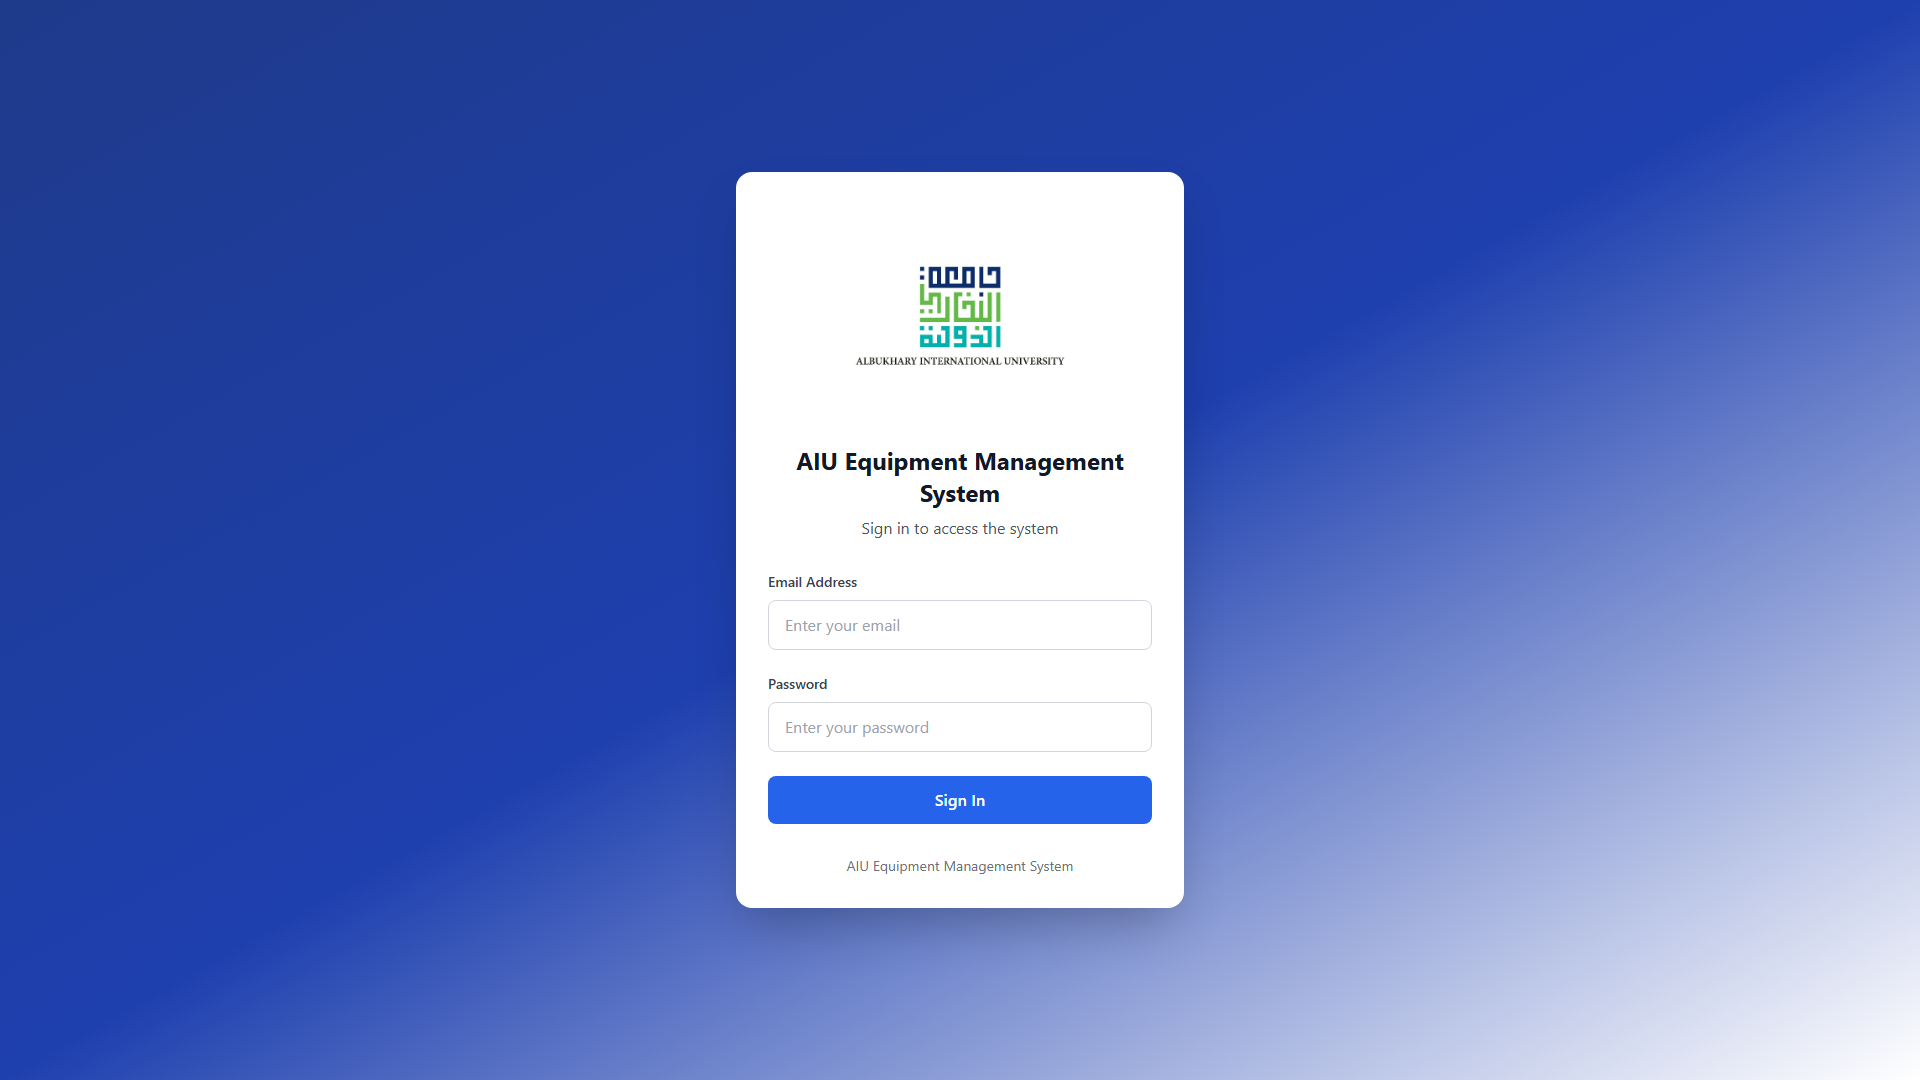 جامعة
البخاري
الدولية
ALBUKHARY INTERNATIONAL UNIVERSITY
AIU Equipment Management
System
Sign in to access the system
Email Address
Enter your email
Password
Enter your password
Sign In
AIU Equipment Management System